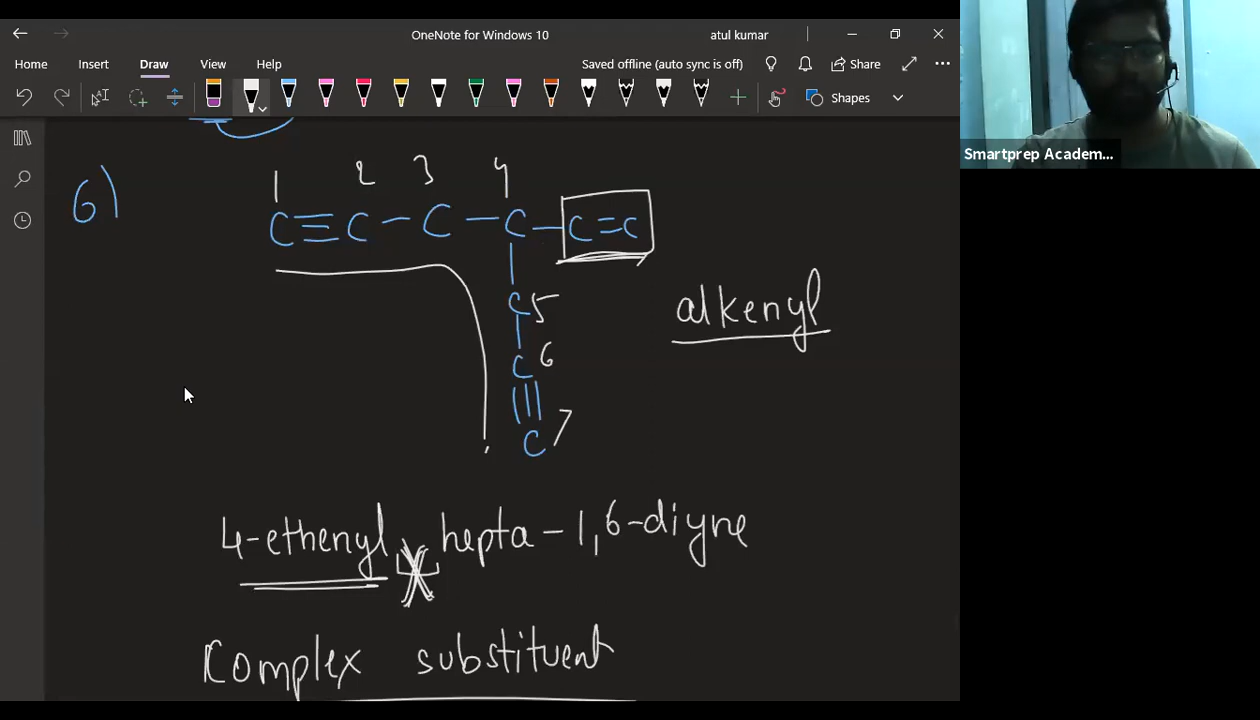 OneNote for Windows 10
atul kumar
Home Insert Draw View Help
Saved offline (auto sync is off)
Share
Shapes
Smartprep Academ...
6)
1 2 3 4
C≡C-C-C-C=C
C5
C6
C7
alkenyl
4-ethenyl hepta-1,6-diyne
Complex substituent